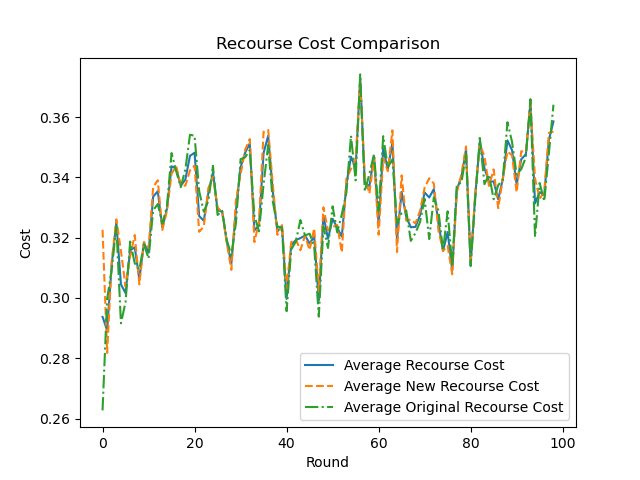 Recourse Cost Comparison
Cost
0.36
0.34
0.32
0.30
0.28
0.26
Average Recourse Cost
Average New Recourse Cost
Average Original Recourse Cost
0 20 40 60 80 100
Round